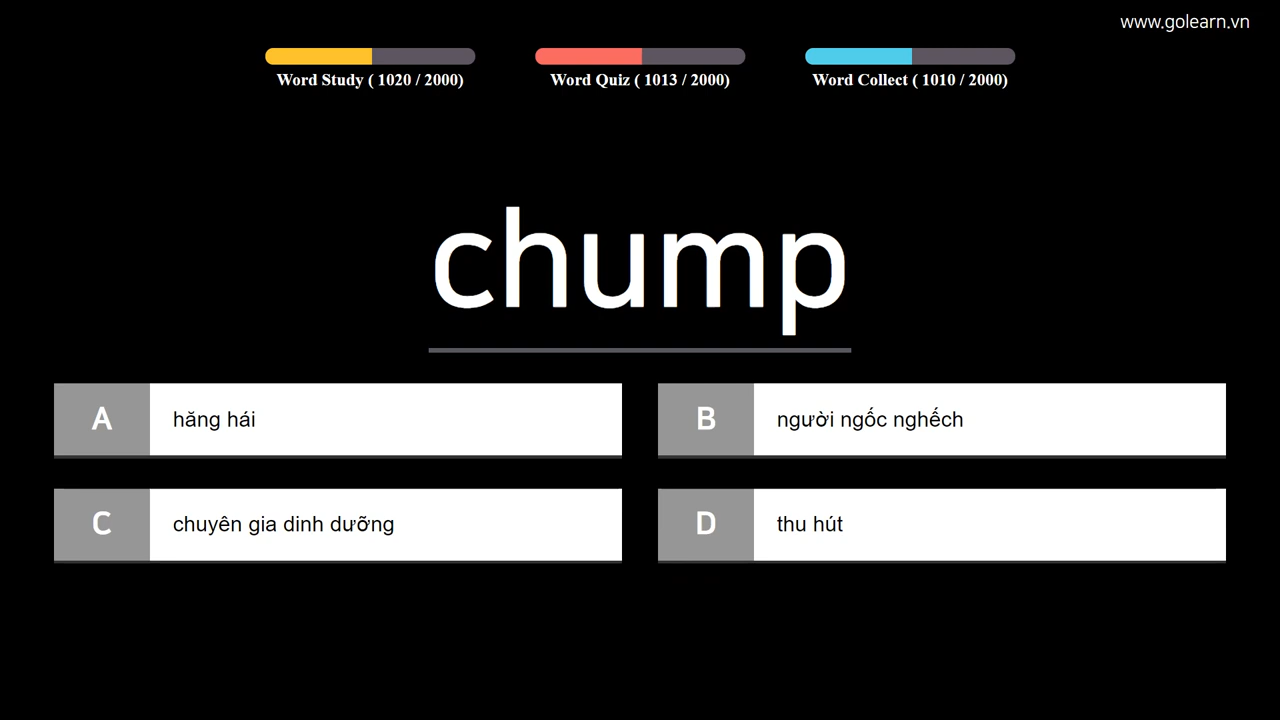 www.golearn.vn
Word Study ( 1020 / 2000)
Word Quiz ( 1013 / 2000)
Word Collect ( 1010 / 2000)
chump
A hăng hái
B người ngốc nghếch
C chuyên gia dinh dưỡng
D thu hút